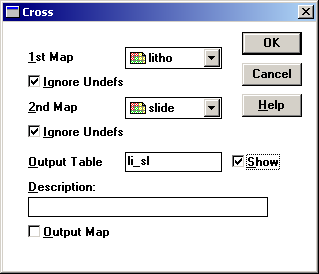 Cross
1st Map litho OK
Ignore Undefs Cancel
2nd Map slide Help
Ignore Undefs
Output Table li_sl Show
Description:
Output Map